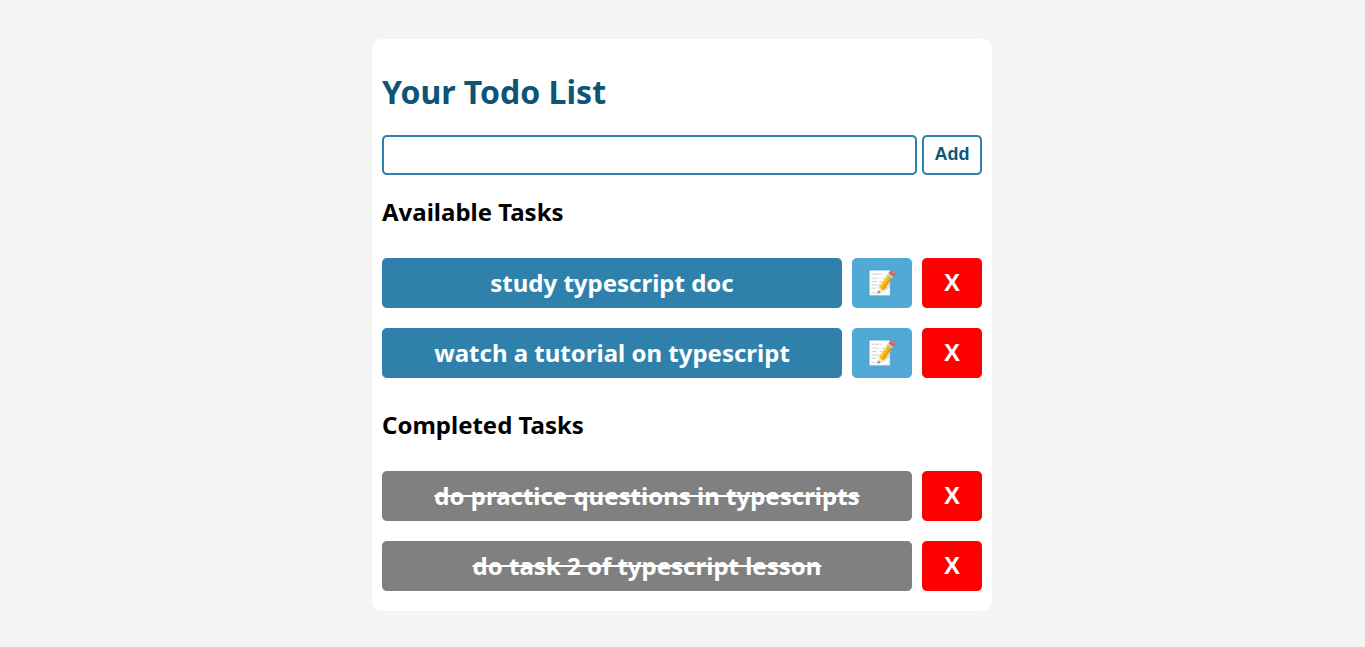 Your Todo List
Add
Available Tasks
study typescript doc
X
watch a tutorial on typescript
X
Completed Tasks
do practice questions in typescripts
X
do task 2 of typescript lesson
X